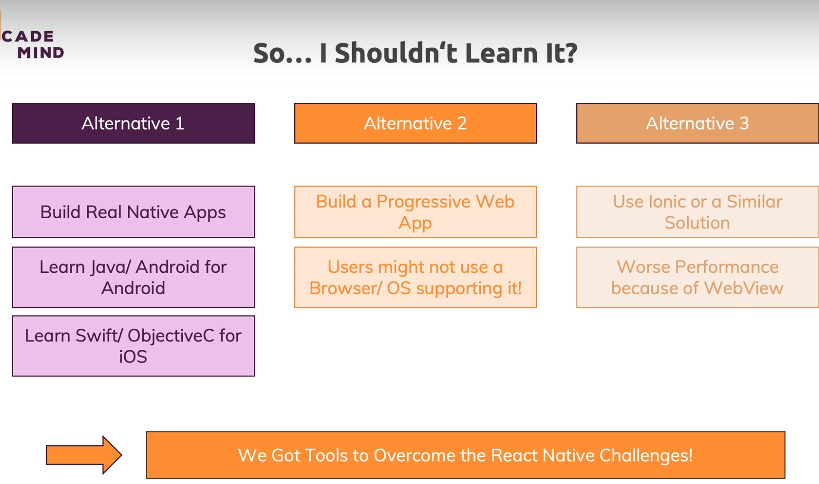 CADE
MIND
So... I Shouldn‘t Learn It?
Alternative 1
Alternative 2
Alternative 3
Build Real Native Apps
Learn Java/ Android for
Android
Learn Swift/ ObjectiveC for
iOS
Build a Progressive Web
App
Users might not use a
Browser/ OS supporting it!
Use Ionic or a Similar
Solution
Worse Performance
because of WebView
We Got Tools to Overcome the React Native Challenges!